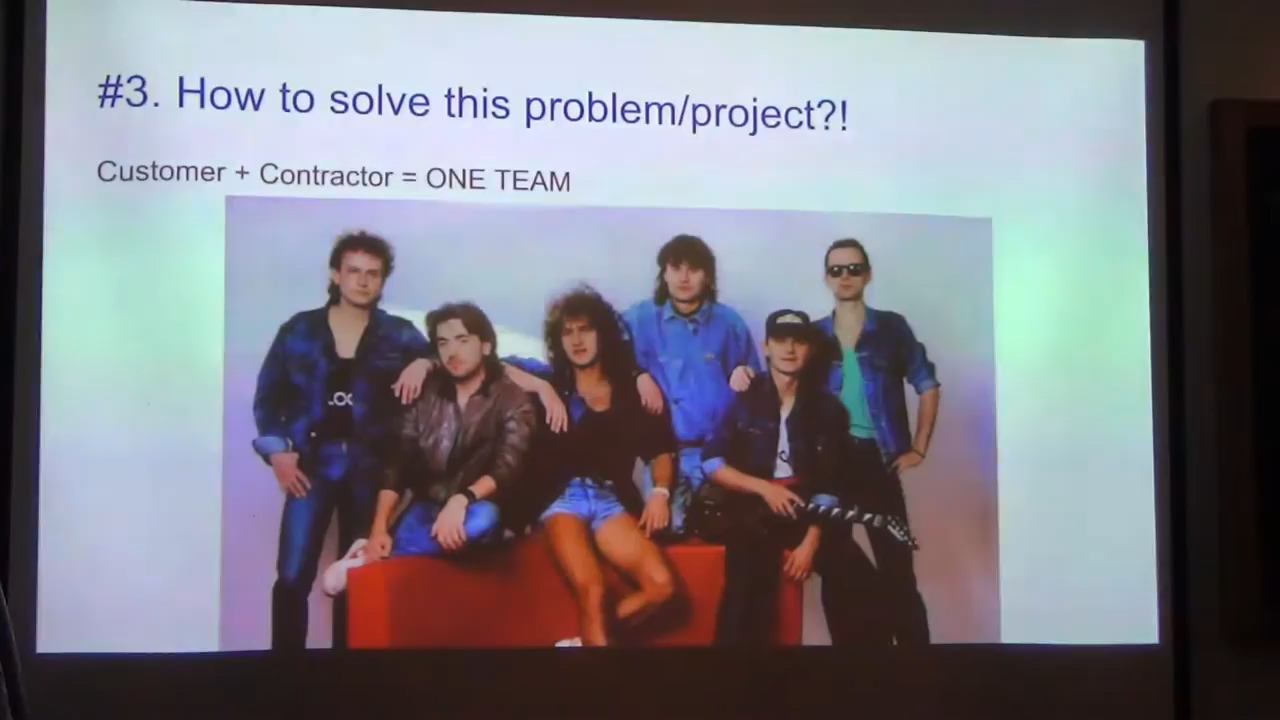 #3. How to solve this problem/project?!
Customer + Contractor = ONE TEAM